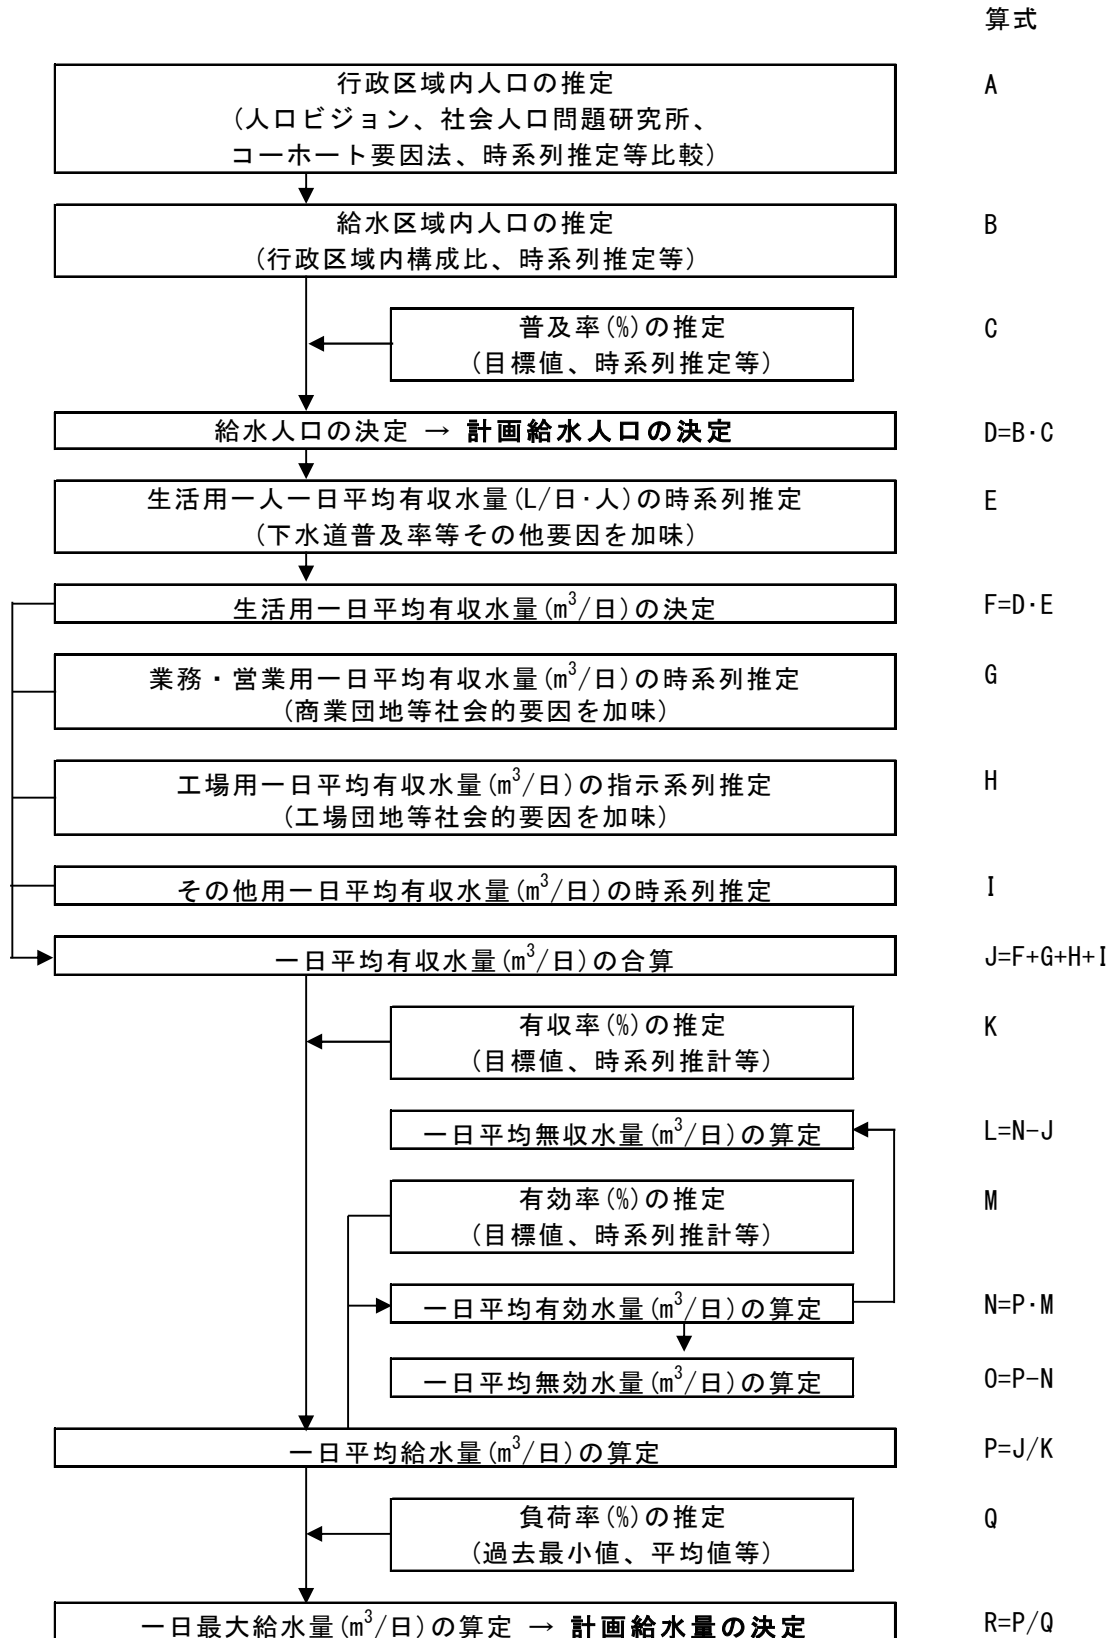 算式
行政区域内人口の推定
(人口ビジョン、社会人口問題研究所、
コーホート要因法、時系列推定等比較)
A
給水区域内人口の推定
(行政区域内構成比、時系列推定等)
B
普及率(%)の推定
(目標値、時系列推定等)
C
給水人口の決定 → 計画給水人口の決定
D=B·C
生活用一人一日平均有収水量(L/日·人)の時系列推定
(下水道普及率等その他要因を加味)
E
生活用一日平均有収水量(m³/日)の決定
F=D·E
業務・営業用一日平均有収水量(m³/日)の時系列推定
(商業団地等社会的要因を加味)
G
工場用一日平均有収水量(m³/日)の指示系列推定
(工場団地等社会的要因を加味)
H
その他用一日平均有収水量(m³/日)の時系列推定
I
一日平均有収水量(m³/日)の合算
J=F+G+H+I
有収率(%)の推定
(目標値、時系列推計等)
K
一日平均無収水量(m³/日)の算定
L=N-J
有効率(%)の推定
(目標値、時系列推計等)
M
一日平均有効水量(m³/日)の算定
N=P·M
一日平均無効水量(m³/日)の算定
O=P-N
一日平均給水量(m³/日)の算定
P=J/K
負荷率(%)の推定
(過去最小値、平均値等)
Q
一日最大給水量(m³/日)の算定 → 計画給水量の決定
R=P/Q